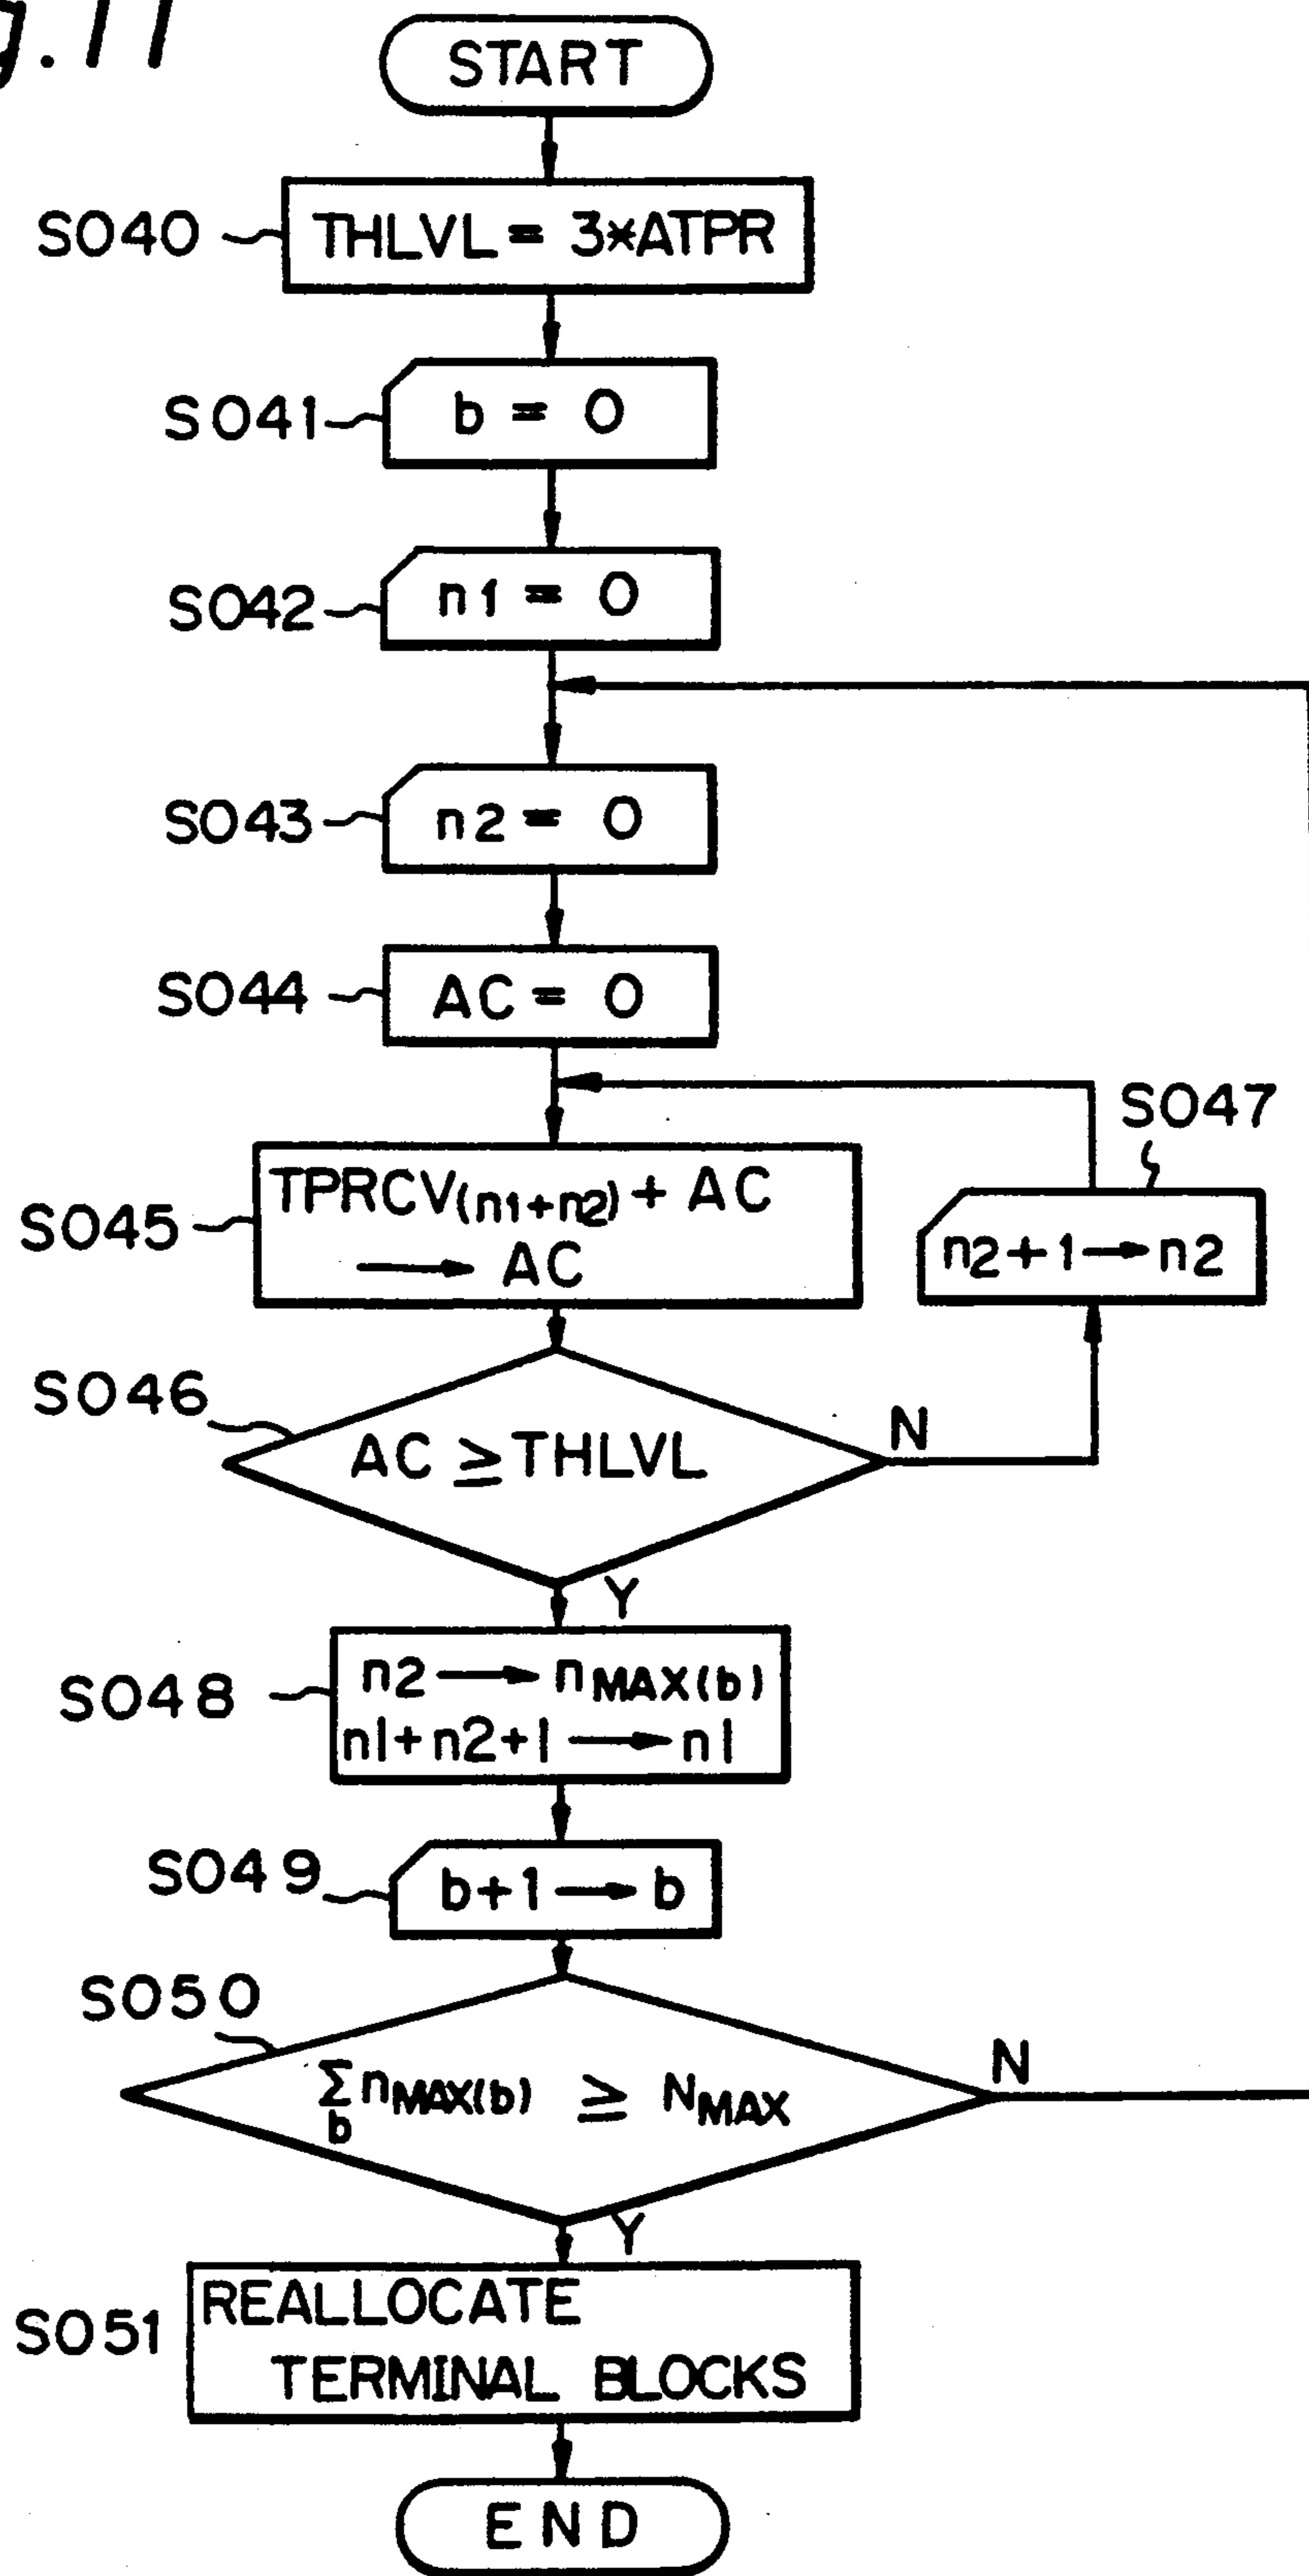 g.11
START
S040
THLVL = 3*ATPR
S041
b = 0
S042
n1 = 0
S043
n2 = 0
S044
AC = 0
S045
TPRCV(n1+n2) + AC
→ AC
S047
n2+1→n2
S046
AC ≥ THLVL
N
Y
S048
n2 → nMAX(b)
n1+n2+1 → n1
S049
b+1→b
S050
Σ nMAX(b) ≥ NMAX
b
N
Y
S051
REALLOCATE
TERMINAL BLOCKS
END